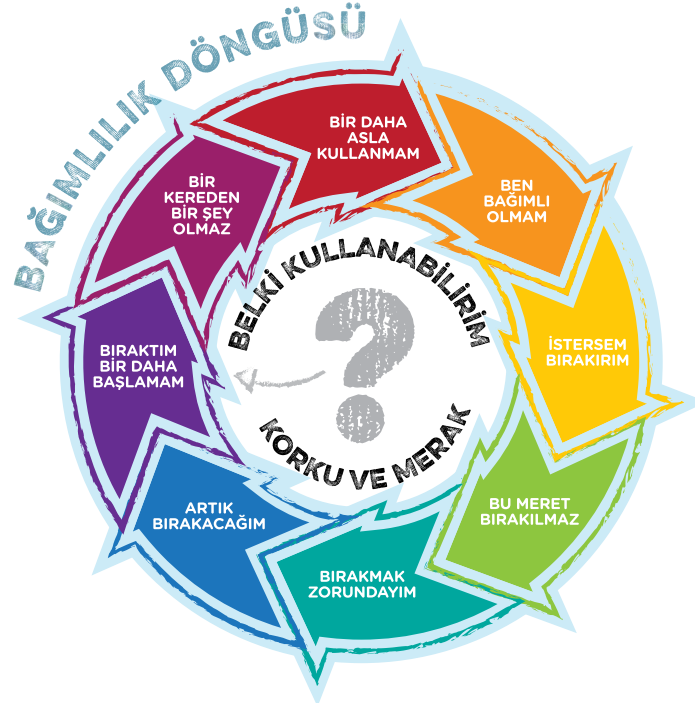 BAĞIMLILIK DÖNGÜSÜ
BİR DAHA
ASLA
KULLANMAM
BEN
BAĞIMLI
OLMAM
İSTERSEM
BIRAKIRIM
BU MERET
BIRAKILMAZ
BIRAKMAK
ZORUNDAYIM
ARTIK
BIRAKACAĞIM
BIRAKTIM
BİR DAHA
BAŞLAMAM
BİR
KEREDEN
BİR ŞEY
OLMAZ
BELKİ KULLANABİLİRİM
?
KORKU VE MERAK